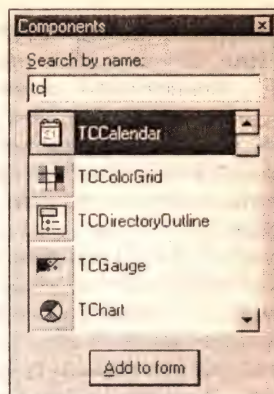 Components
Search by name:
tc
TCCalendar
TCColorGrid
TCDirectoryOutline
TCGauge
TChart
Add to form